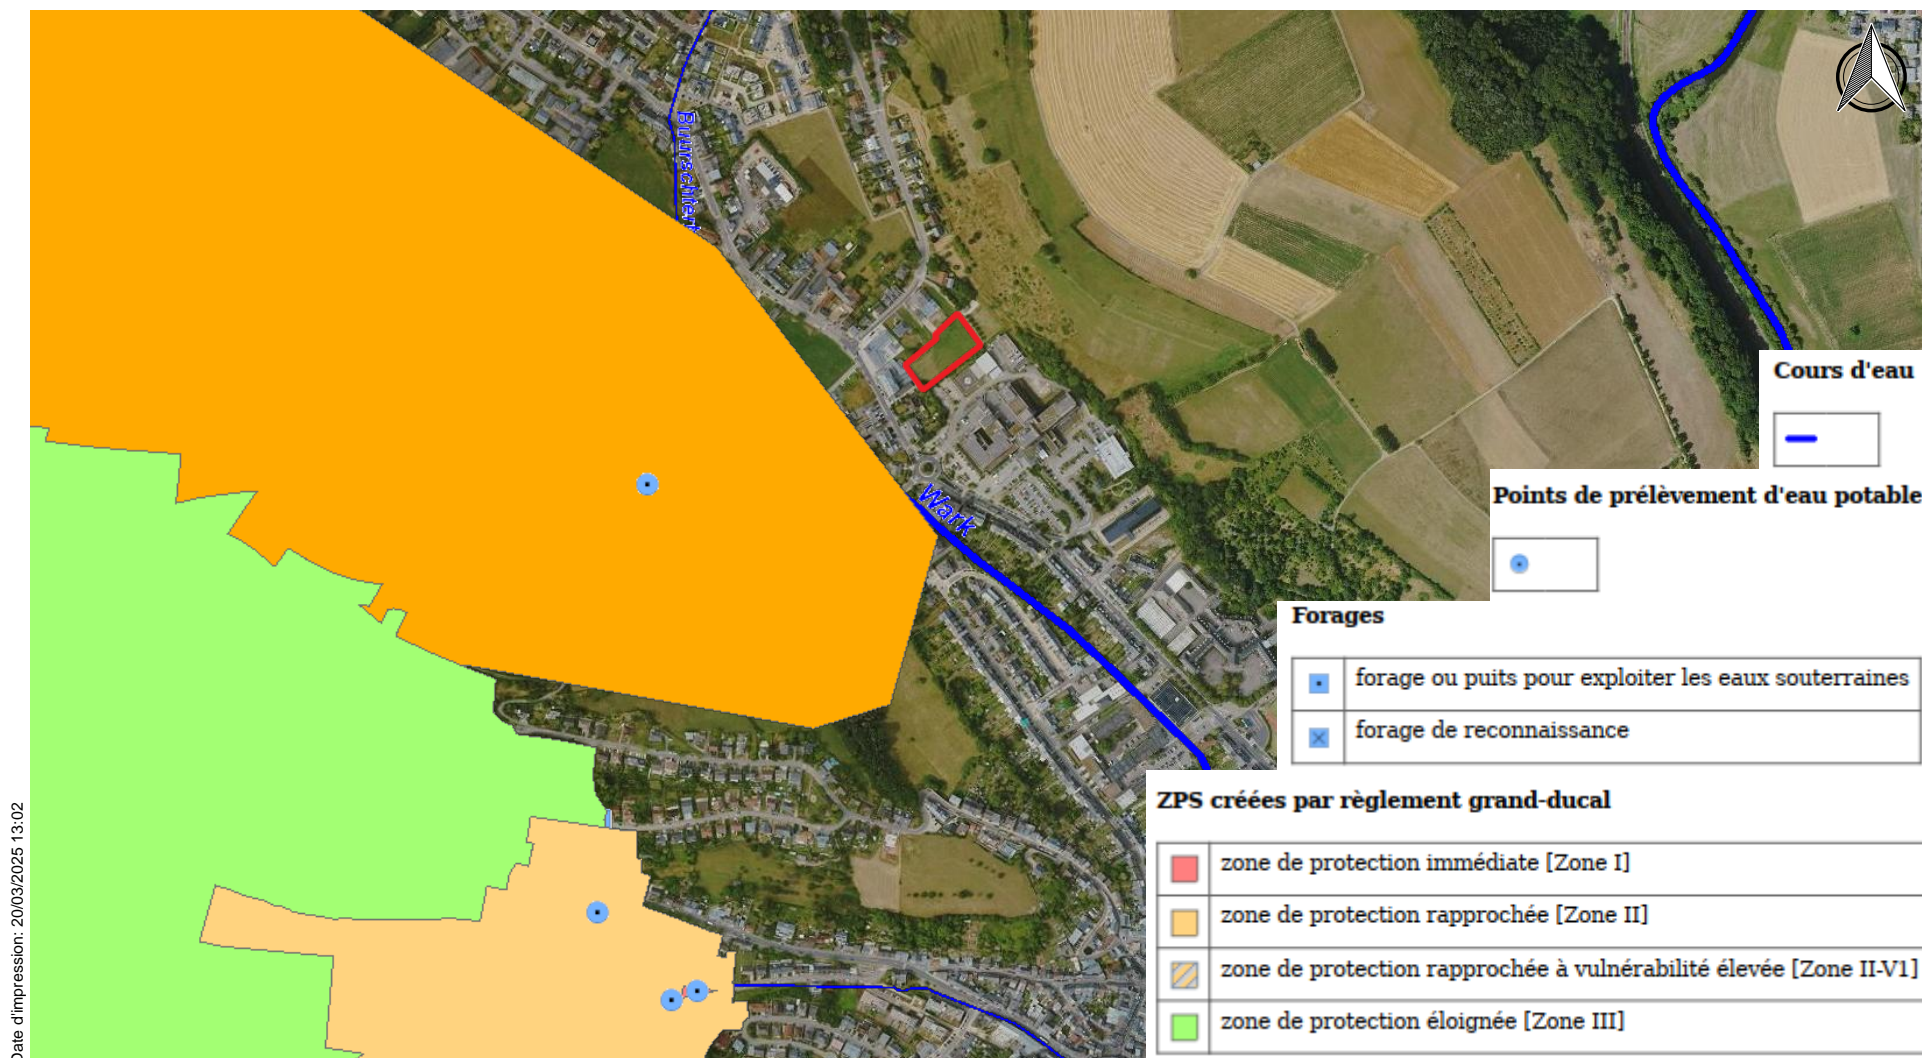 Buurschter
Wark
Cours d'eau
Points de prélèvement d'eau potable
Forages
forage ou puits pour exploiter les eaux souterraines
forage de reconnaissance
ZPS créées par règlement grand-ducal
zone de protection immédiate [Zone I]
zone de protection rapprochée [Zone II]
zone de protection rapprochée à vulnérabilité élevée [Zone II-V1]
zone de protection éloignée [Zone III]
Date d'impression: 20/03/2025 13:02